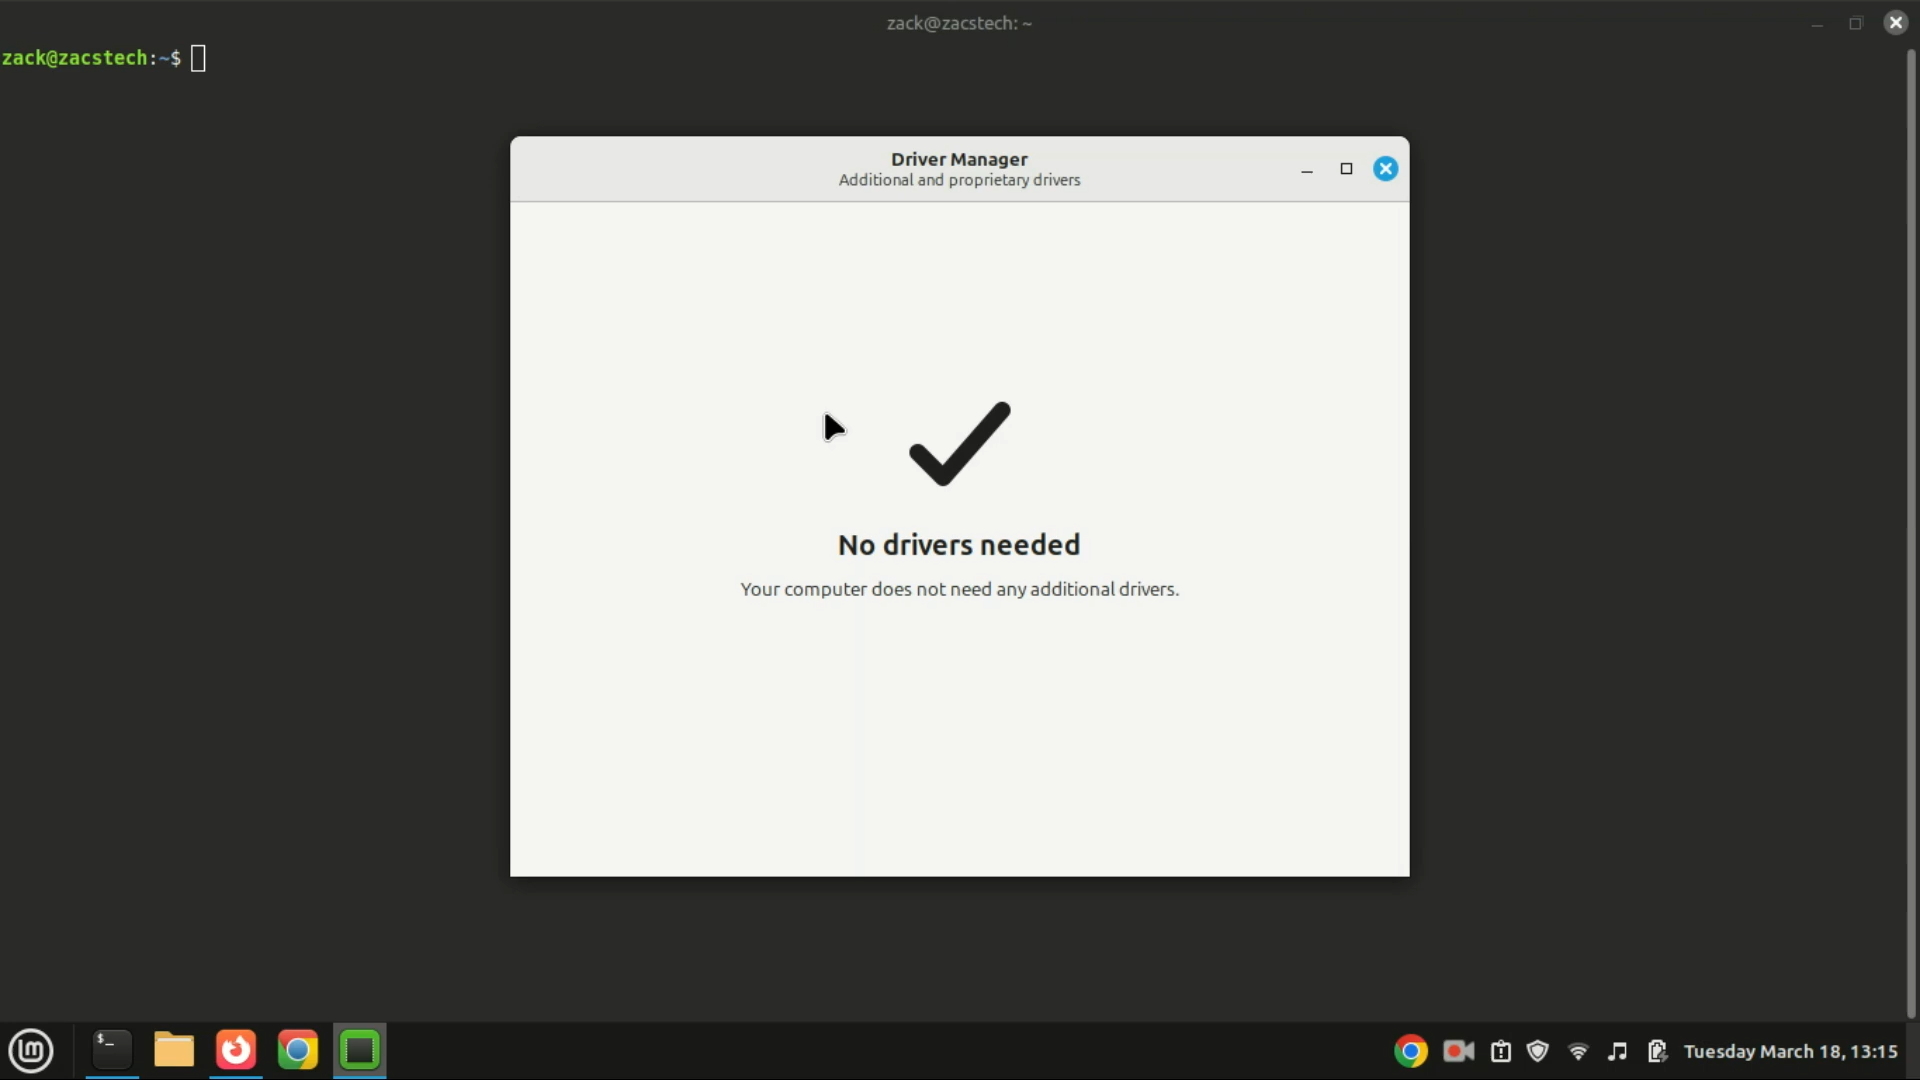 zack@zacstech: ~
zack@zacstech:~$
Driver Manager
Additional and proprietary drivers
No drivers needed
Your computer does not need any additional drivers.
$_
lm
Tuesday March 18, 13:15